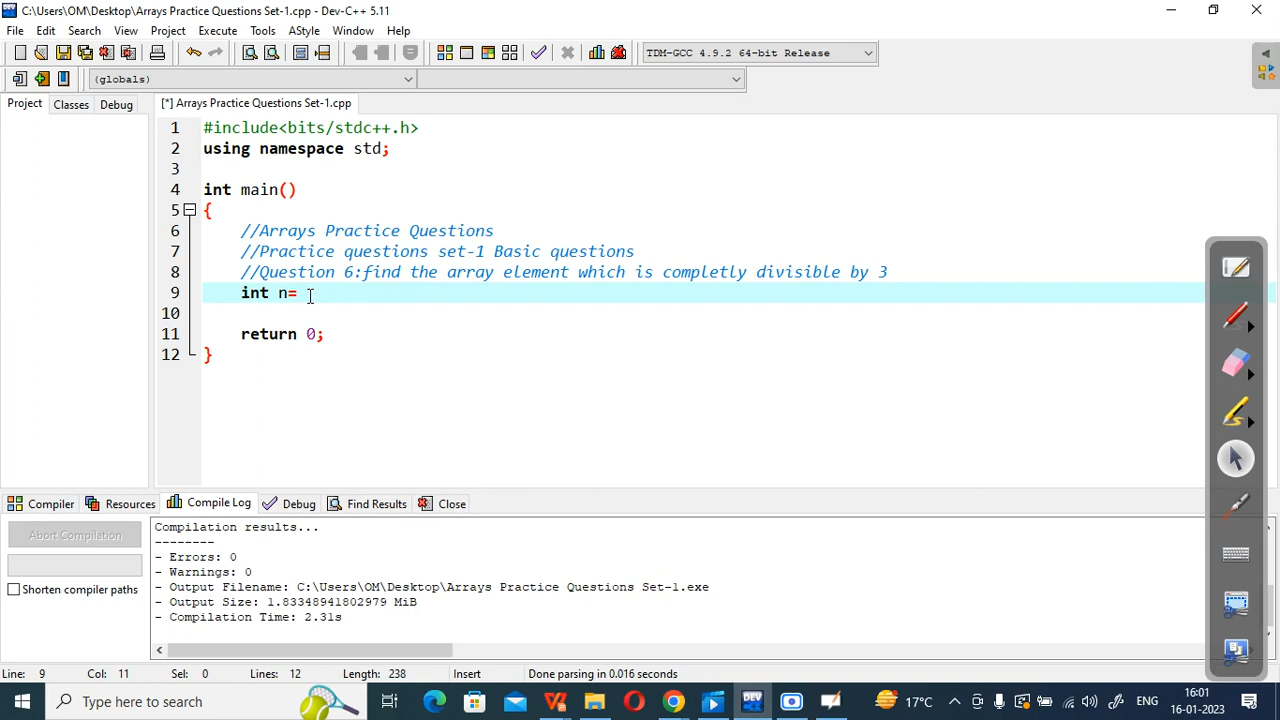 C:\Users\OM\Desktop\Arrays Practice Questions Set-1.cpp - Dev-C++ 5.11
File Edit Search View Project Execute Tools AStyle Window Help
TDM-GCC 4.9.2 64-bit Release
(globals)
Project Classes Debug [*] Arrays Practice Questions Set-1.cpp
1 #include<bits/stdc++.h>
2 using namespace std;
3
4 int main()
5 {
6 //Arrays Practice Questions
7 //Practice questions set-1 Basic questions
8 //Question 6:find the array element which is completly divisible by 3
9 int n=
10
11 return 0;
12 }
Compiler Resources Compile Log Debug Find Results Close
Abort Compilation
Shorten compiler paths
Compilation results...
--------
- Errors: 0
- Warnings: 0
- Output Filename: C:\Users\OM\Desktop\Arrays Practice Questions Set-1.exe
- Output Size: 1.83348941802979 MiB
- Compilation Time: 2.31s
Line: 9 Col: 11 Sel: 0 Lines: 12 Length: 238 Insert Done parsing in 0.016 seconds
Type here to search
DEV
17°C
ENG
16:01
16-01-2023